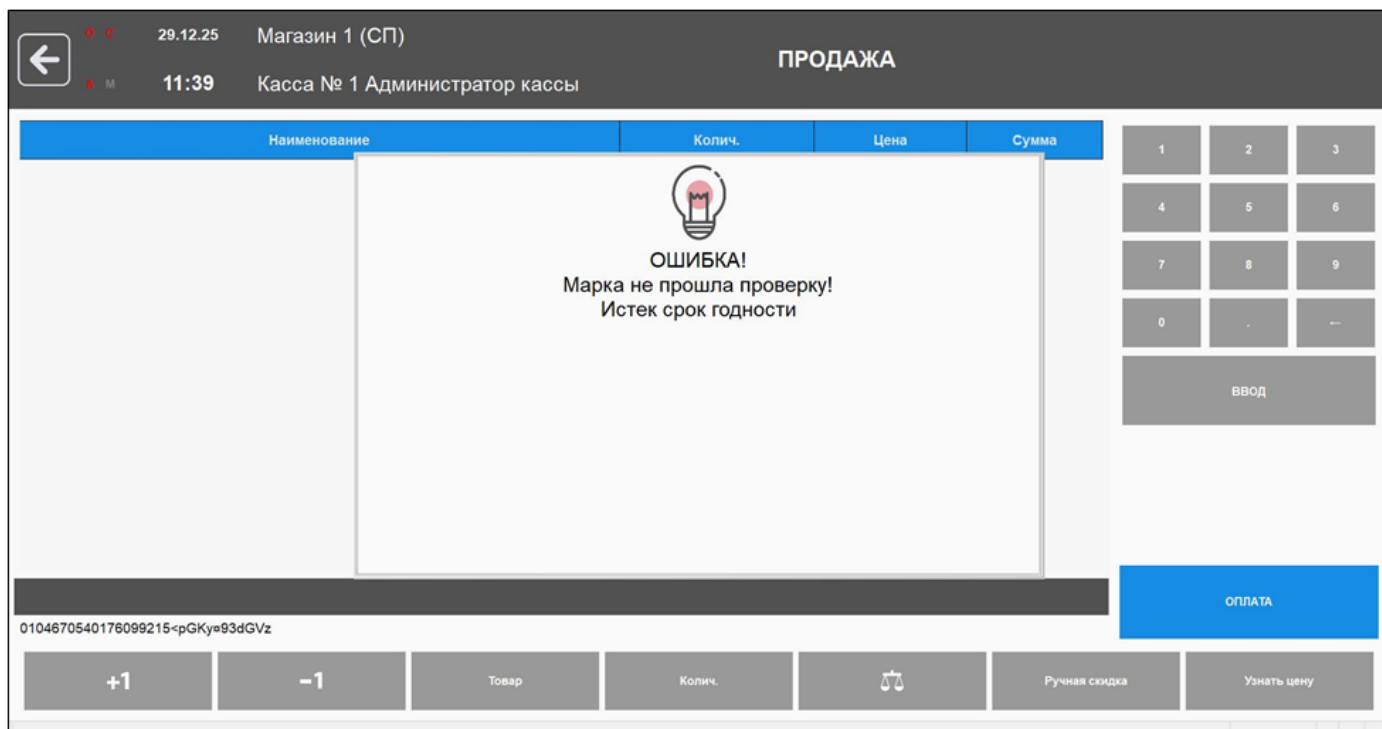 О С 29.12.25 Магазин 1 (СП)
ПРОДАЖА
А М 11:39 Касса № 1 Администратор кассы
Наименование Колич. Цена Сумма
1 2 3
4 5 6
7 8 9
0 . ←
ВВОД
ОШИБКА!
Марка не прошла проверку!
Истек срок годности
ОПЛАТА
0104670540176099215<pGKy¤93dGVz
+1 −1 Товар Колич. Ручная скидка Узнать цену